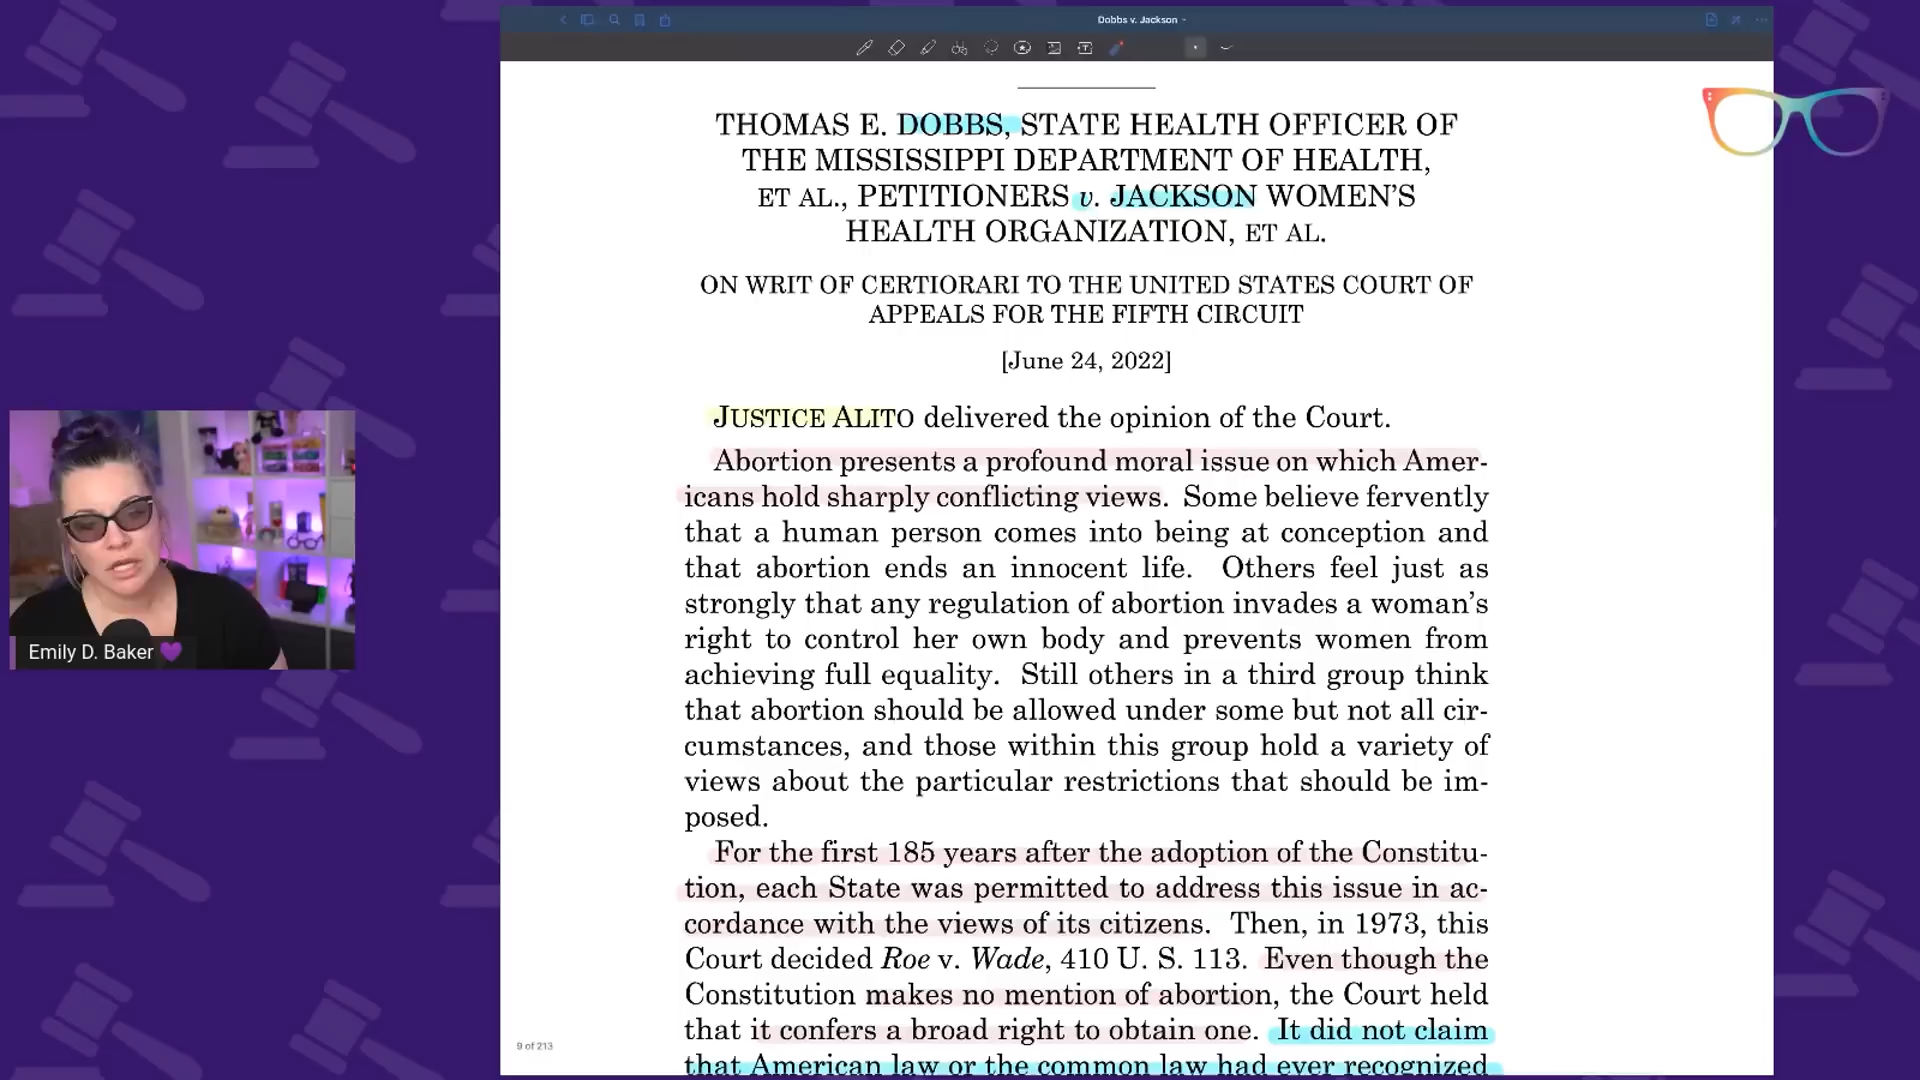 Dobbs v. Jackson
THOMAS E. DOBBS, STATE HEALTH OFFICER OF
THE MISSISSIPPI DEPARTMENT OF HEALTH,
ET AL., PETITIONERS v. JACKSON WOMEN'S
HEALTH ORGANIZATION, ET AL.
ON WRIT OF CERTIORARI TO THE UNITED STATES COURT OF
APPEALS FOR THE FIFTH CIRCUIT
[June 24, 2022]
JUSTICE ALITO delivered the opinion of the Court.
Abortion presents a profound moral issue on which Amer-
icans hold sharply conflicting views. Some believe fervently
that a human person comes into being at conception and
that abortion ends an innocent life. Others feel just as
strongly that any regulation of abortion invades a woman's
right to control her own body and prevents women from
achieving full equality. Still others in a third group think
that abortion should be allowed under some but not all cir-
cumstances, and those within this group hold a variety of
views about the particular restrictions that should be im-
posed.
For the first 185 years after the adoption of the Constitu-
tion, each State was permitted to address this issue in ac-
cordance with the views of its citizens. Then, in 1973, this
Court decided Roe v. Wade, 410 U. S. 113. Even though the
Constitution makes no mention of abortion, the Court held
that it confers a broad right to obtain one. It did not claim
that American law or the common law had ever recognized
9 of 213
Emily D. Baker